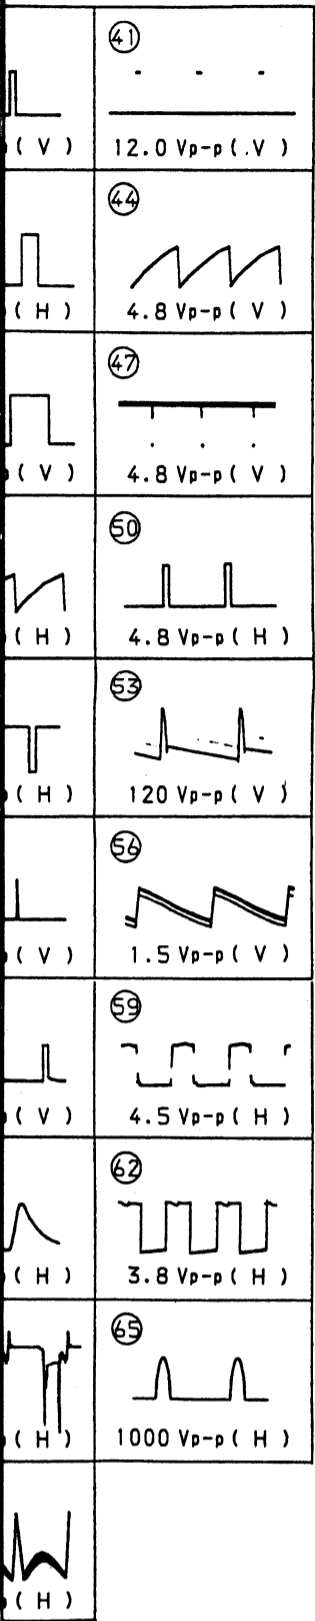 41
( V ) 12.0 Vp-p ( V )
44
( H ) 4.8 Vp-p ( V )
47
( V ) 4.8 Vp-p ( V )
50
( H ) 4.8 Vp-p ( H )
53
( H ) 120 Vp-p ( V )
56
( V ) 1.5 Vp-p ( V )
59
( V ) 4.5 Vp-p ( H )
62
( H ) 3.8 Vp-p ( H )
65
( H ) 1000 Vp-p ( H )
( H )